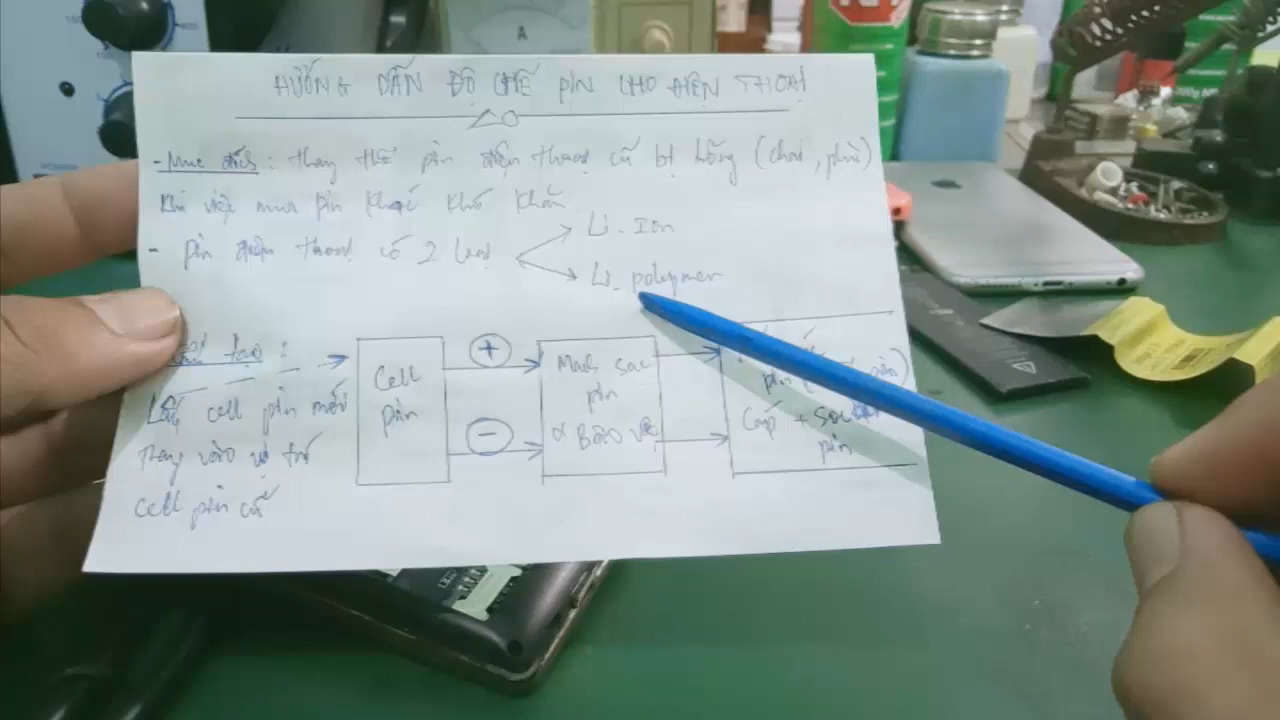 HƯỚNG DẪN ĐỘ CHẾ PIN CHO ĐIỆN THOẠI
- Mục đích: thay thế pin điện thoại cũ bị hỏng (chai, phù)
khi việc mua pin khác khó khăn
- pin điện thoại có 2 loại
Li - Ion
Li - polymer
tạo:
Lấy cell pin mới
thay vào vị trí
cell pin cũ
Cell
pin
+
-
Mạch sạc
pin
& Bảo vệ
pin
Cáp + sạc
pin
A